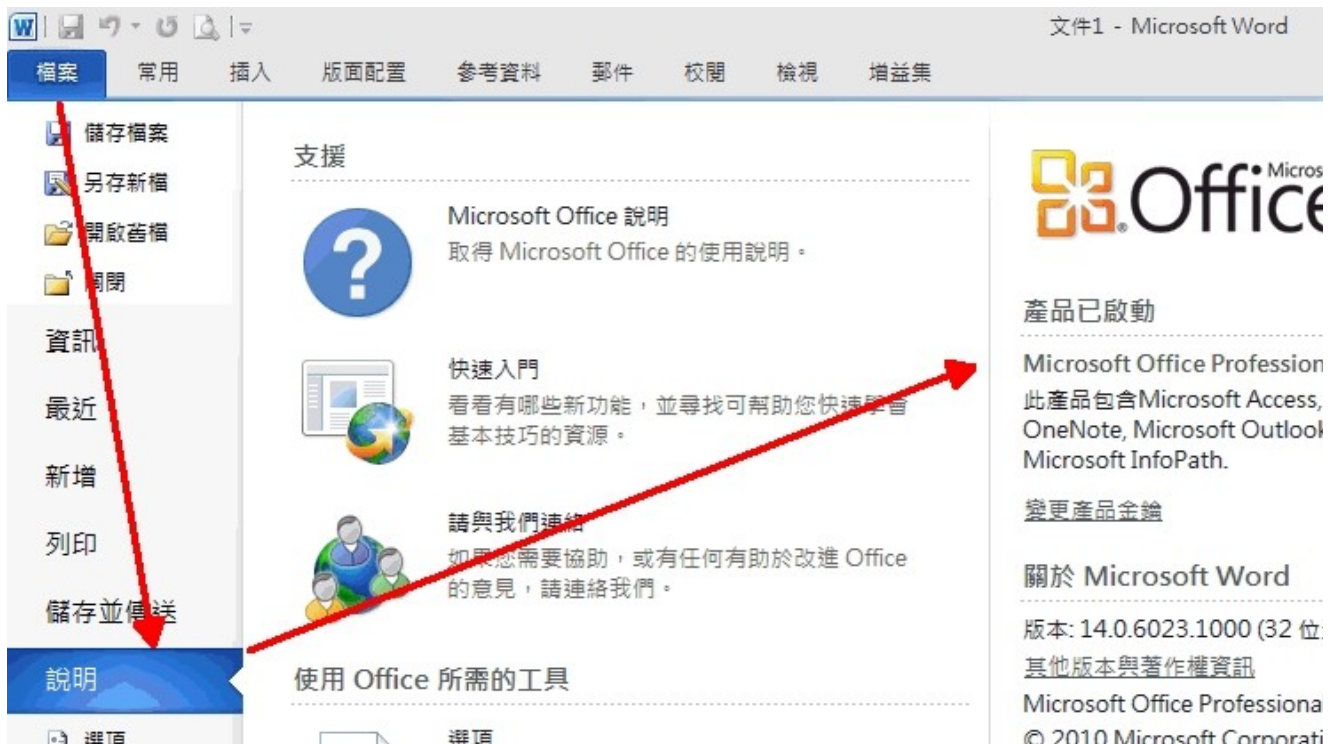 文件1 - Microsoft Word
檔案 常用 插入 版面配置 參考資料 郵件 校閱 檢視 增益集
儲存檔案
另存新檔
開啟舊檔
關閉
資訊
最近
新增
列印
儲存並傳送
說明
選項
支援
Microsoft Office 說明
取得 Microsoft Office 的使用說明。
快速入門
看看有哪些新功能，並尋找可幫助您快速學習
基本技巧的資源。
請與我們連絡
如果您需要協助，或有任何有助於改進 Office
的意見，請連絡我們。
使用 Office 所需的工具
選項
Office
產品已啟動
Microsoft Office
此產品包含Microsoft Access,
OneNote, Microsoft
Microsoft InfoPath.
變更產品金鑰
關於 Microsoft Word
版本: 14.0.6023.1000 (32
其他版本與著作權資訊
Microsoft Office
© 2010 Microsoft